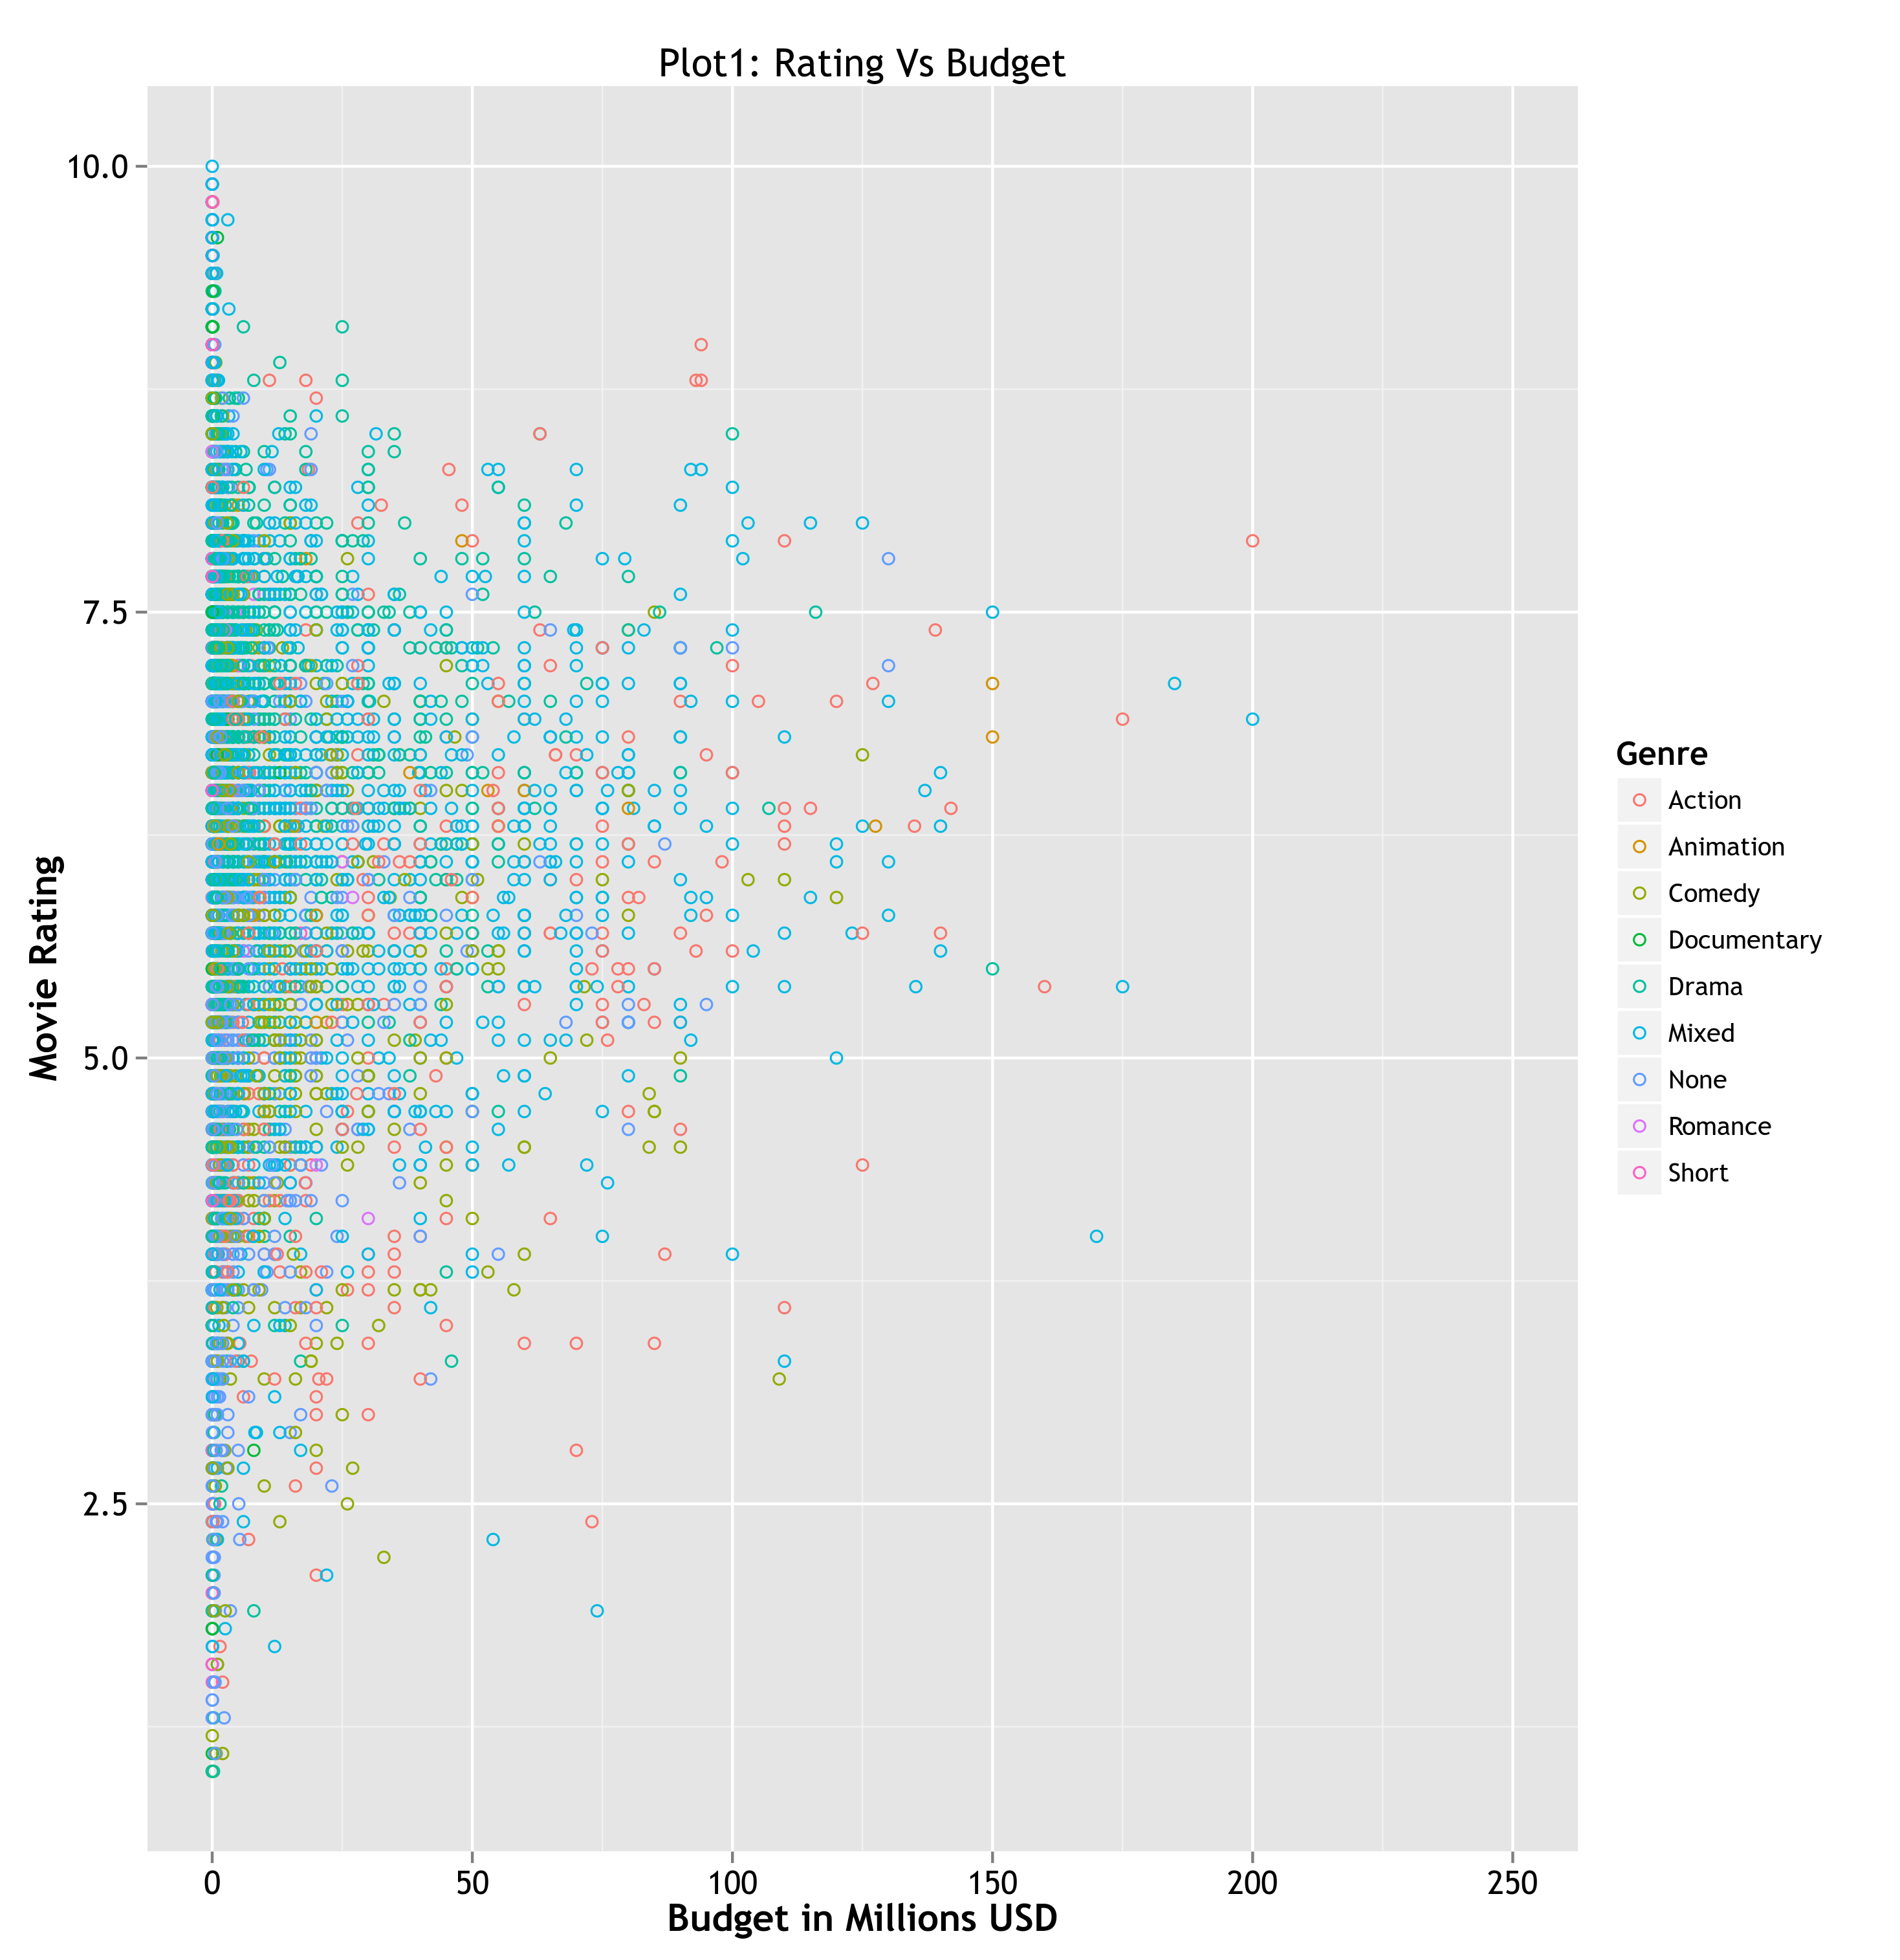 Plot1: Rating Vs Budget
10.0
7.5
5.0
2.5
Movie Rating
0 50 100 150 200 250
Budget in Millions USD
Genre
Action
Animation
Comedy
Documentary
Drama
Mixed
None
Romance
Short